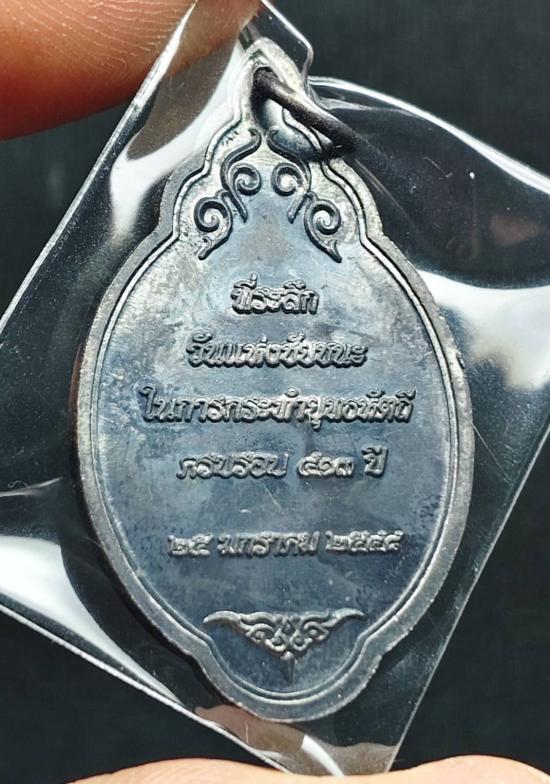 ที่ระลึก
วันแห่งชัยชนะ
ในการกระทำยุทธหัตถี
ครบรอบ ๔๑๓ ปี
๒๕ มกราคม ๒๕๔๘